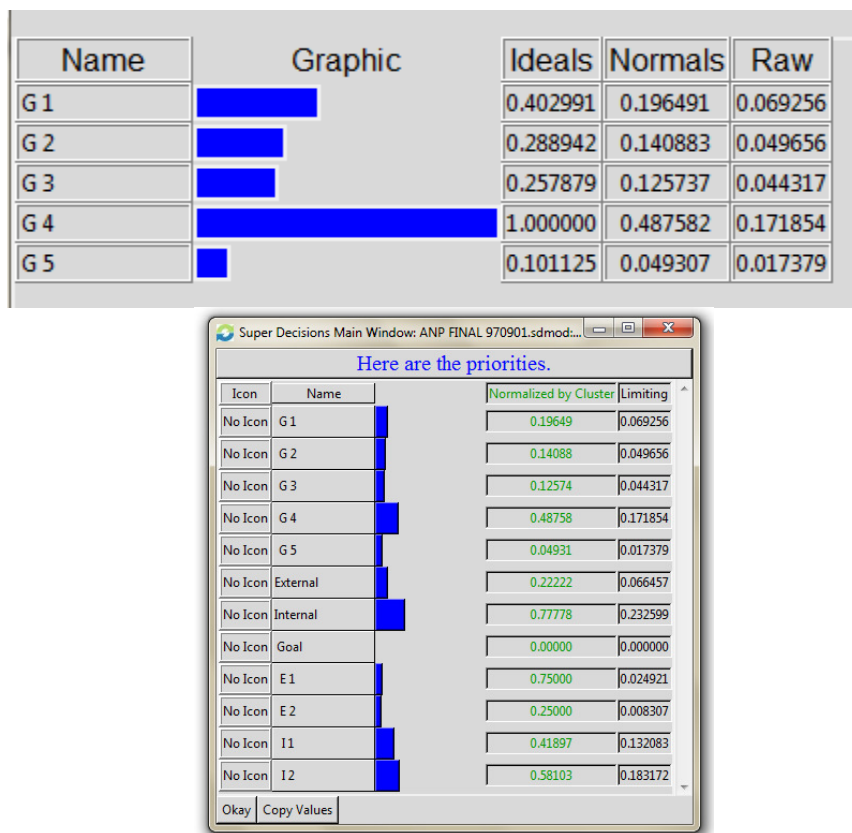 Name Graphic Ideals Normals Raw
G 1 0.402991 0.196491 0.069256
G 2 0.288942 0.140883 0.049656
G 3 0.257879 0.125737 0.044317
G 4 1.000000 0.487582 0.171854
G 5 0.101125 0.049307 0.017379
Super Decisions Main Window: ANP FINAL 970901.sdmod:...
Here are the priorities.
Icon Name Normalized by Cluster Limiting
No Icon G 1 0.19649 0.069256
No Icon G 2 0.14088 0.049656
No Icon G 3 0.12574 0.044317
No Icon G 4 0.48758 0.171854
No Icon G 5 0.04931 0.017379
No Icon External 0.22222 0.066457
No Icon Internal 0.77778 0.232599
No Icon Goal 0.00000 0.000000
No Icon E 1 0.75000 0.024921
No Icon E 2 0.25000 0.008307
No Icon I 1 0.41897 0.132083
No Icon I 2 0.58103 0.183172
Okay Copy Values